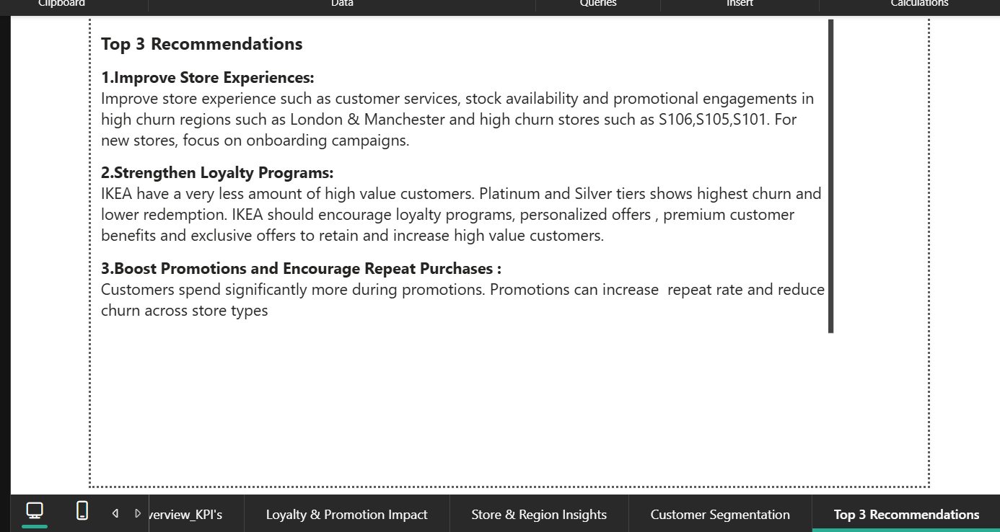 Clipboard
Data
Queries
Insert
Calculations
Top 3 Recommendations
1.Improve Store Experiences:
Improve store experience such as customer services, stock availability and promotional engagements in
high churn regions such as London & Manchester and high churn stores such as S106,S105,S101. For
new stores, focus on onboarding campaigns.
2.Strengthen Loyalty Programs:
IKEA have a very less amount of high value customers. Platinum and Silver tiers shows highest churn and
lower redemption. IKEA should encourage loyalty programs, personalized offers , premium customer
benefits and exclusive offers to retain and increase high value customers.
3.Boost Promotions and Encourage Repeat Purchases :
Customers spend significantly more during promotions. Promotions can increase  repeat rate and reduce
churn across store types
verview_KPI's
Loyalty & Promotion Impact
Store & Region Insights
Customer Segmentation
Top 3 Recommendations